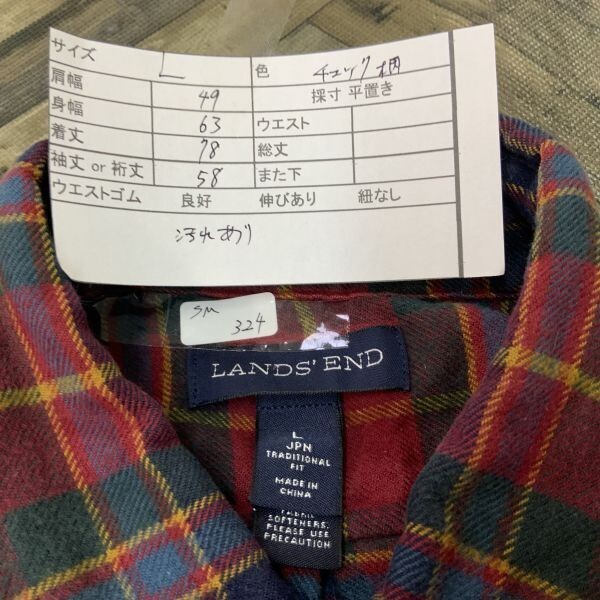 サイズ L 色 チェック柄
肩幅 49 採寸 平置き
身幅 63 ウエスト
着丈 78 総丈
袖丈 or 裄丈 58 また下
ウエストゴム 良好 伸びあり 紐なし
汚れあり
SM
324
LANDS' END
L
JPN
TRADITIONAL
FIT
MADE IN
CHINA
FABRIC
SOFTENERS.
PLEASE USE
PRECAUTION